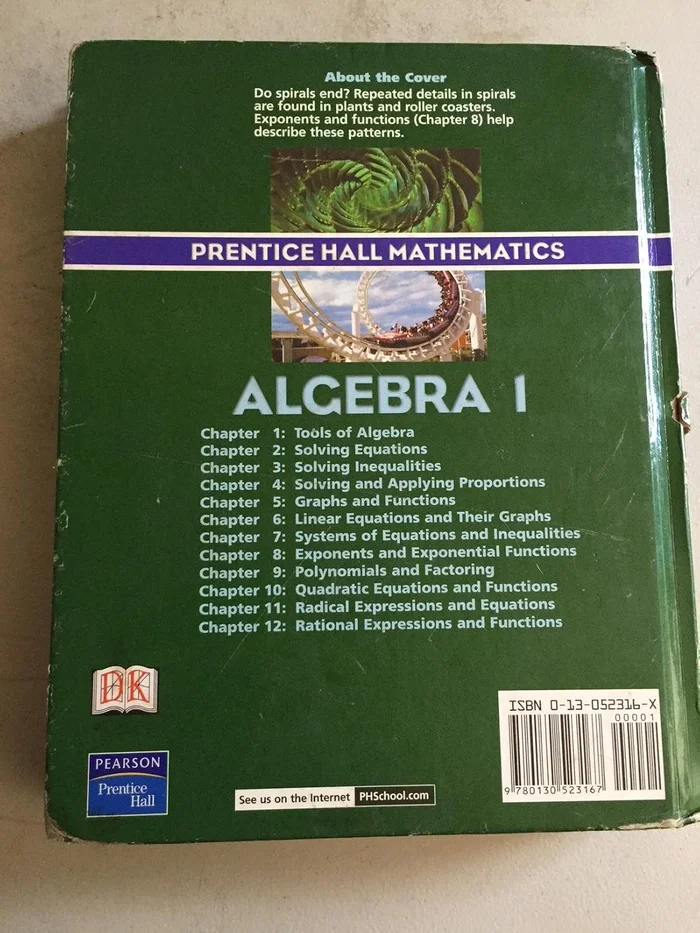 About the Cover
Do spirals end? Repeated details in spirals
are found in plants and roller coasters.
Exponents and functions (Chapter 8) help
describe these patterns.
PRENTICE HALL MATHEMATICS
ALGEBRA 1
Chapter 1: Tools of Algebra
Chapter 2: Solving Equations
Chapter 3: Solving Inequalities
Chapter 4: Solving and Applying Proportions
Chapter 5: Graphs and Functions
Chapter 6: Linear Equations and Their Graphs
Chapter 7: Systems of Equations and Inequalities
Chapter 8: Exponents and Exponential Functions
Chapter 9: Polynomials and Factoring
Chapter 10: Quadratic Equations and Functions
Chapter 11: Radical Expressions and Equations
Chapter 12: Rational Expressions and Functions
DK
PEARSON
Prentice
Hall
See us on the Internet PHSchool.com
ISBN 0-13-052316-X
00001
9 780130 523167